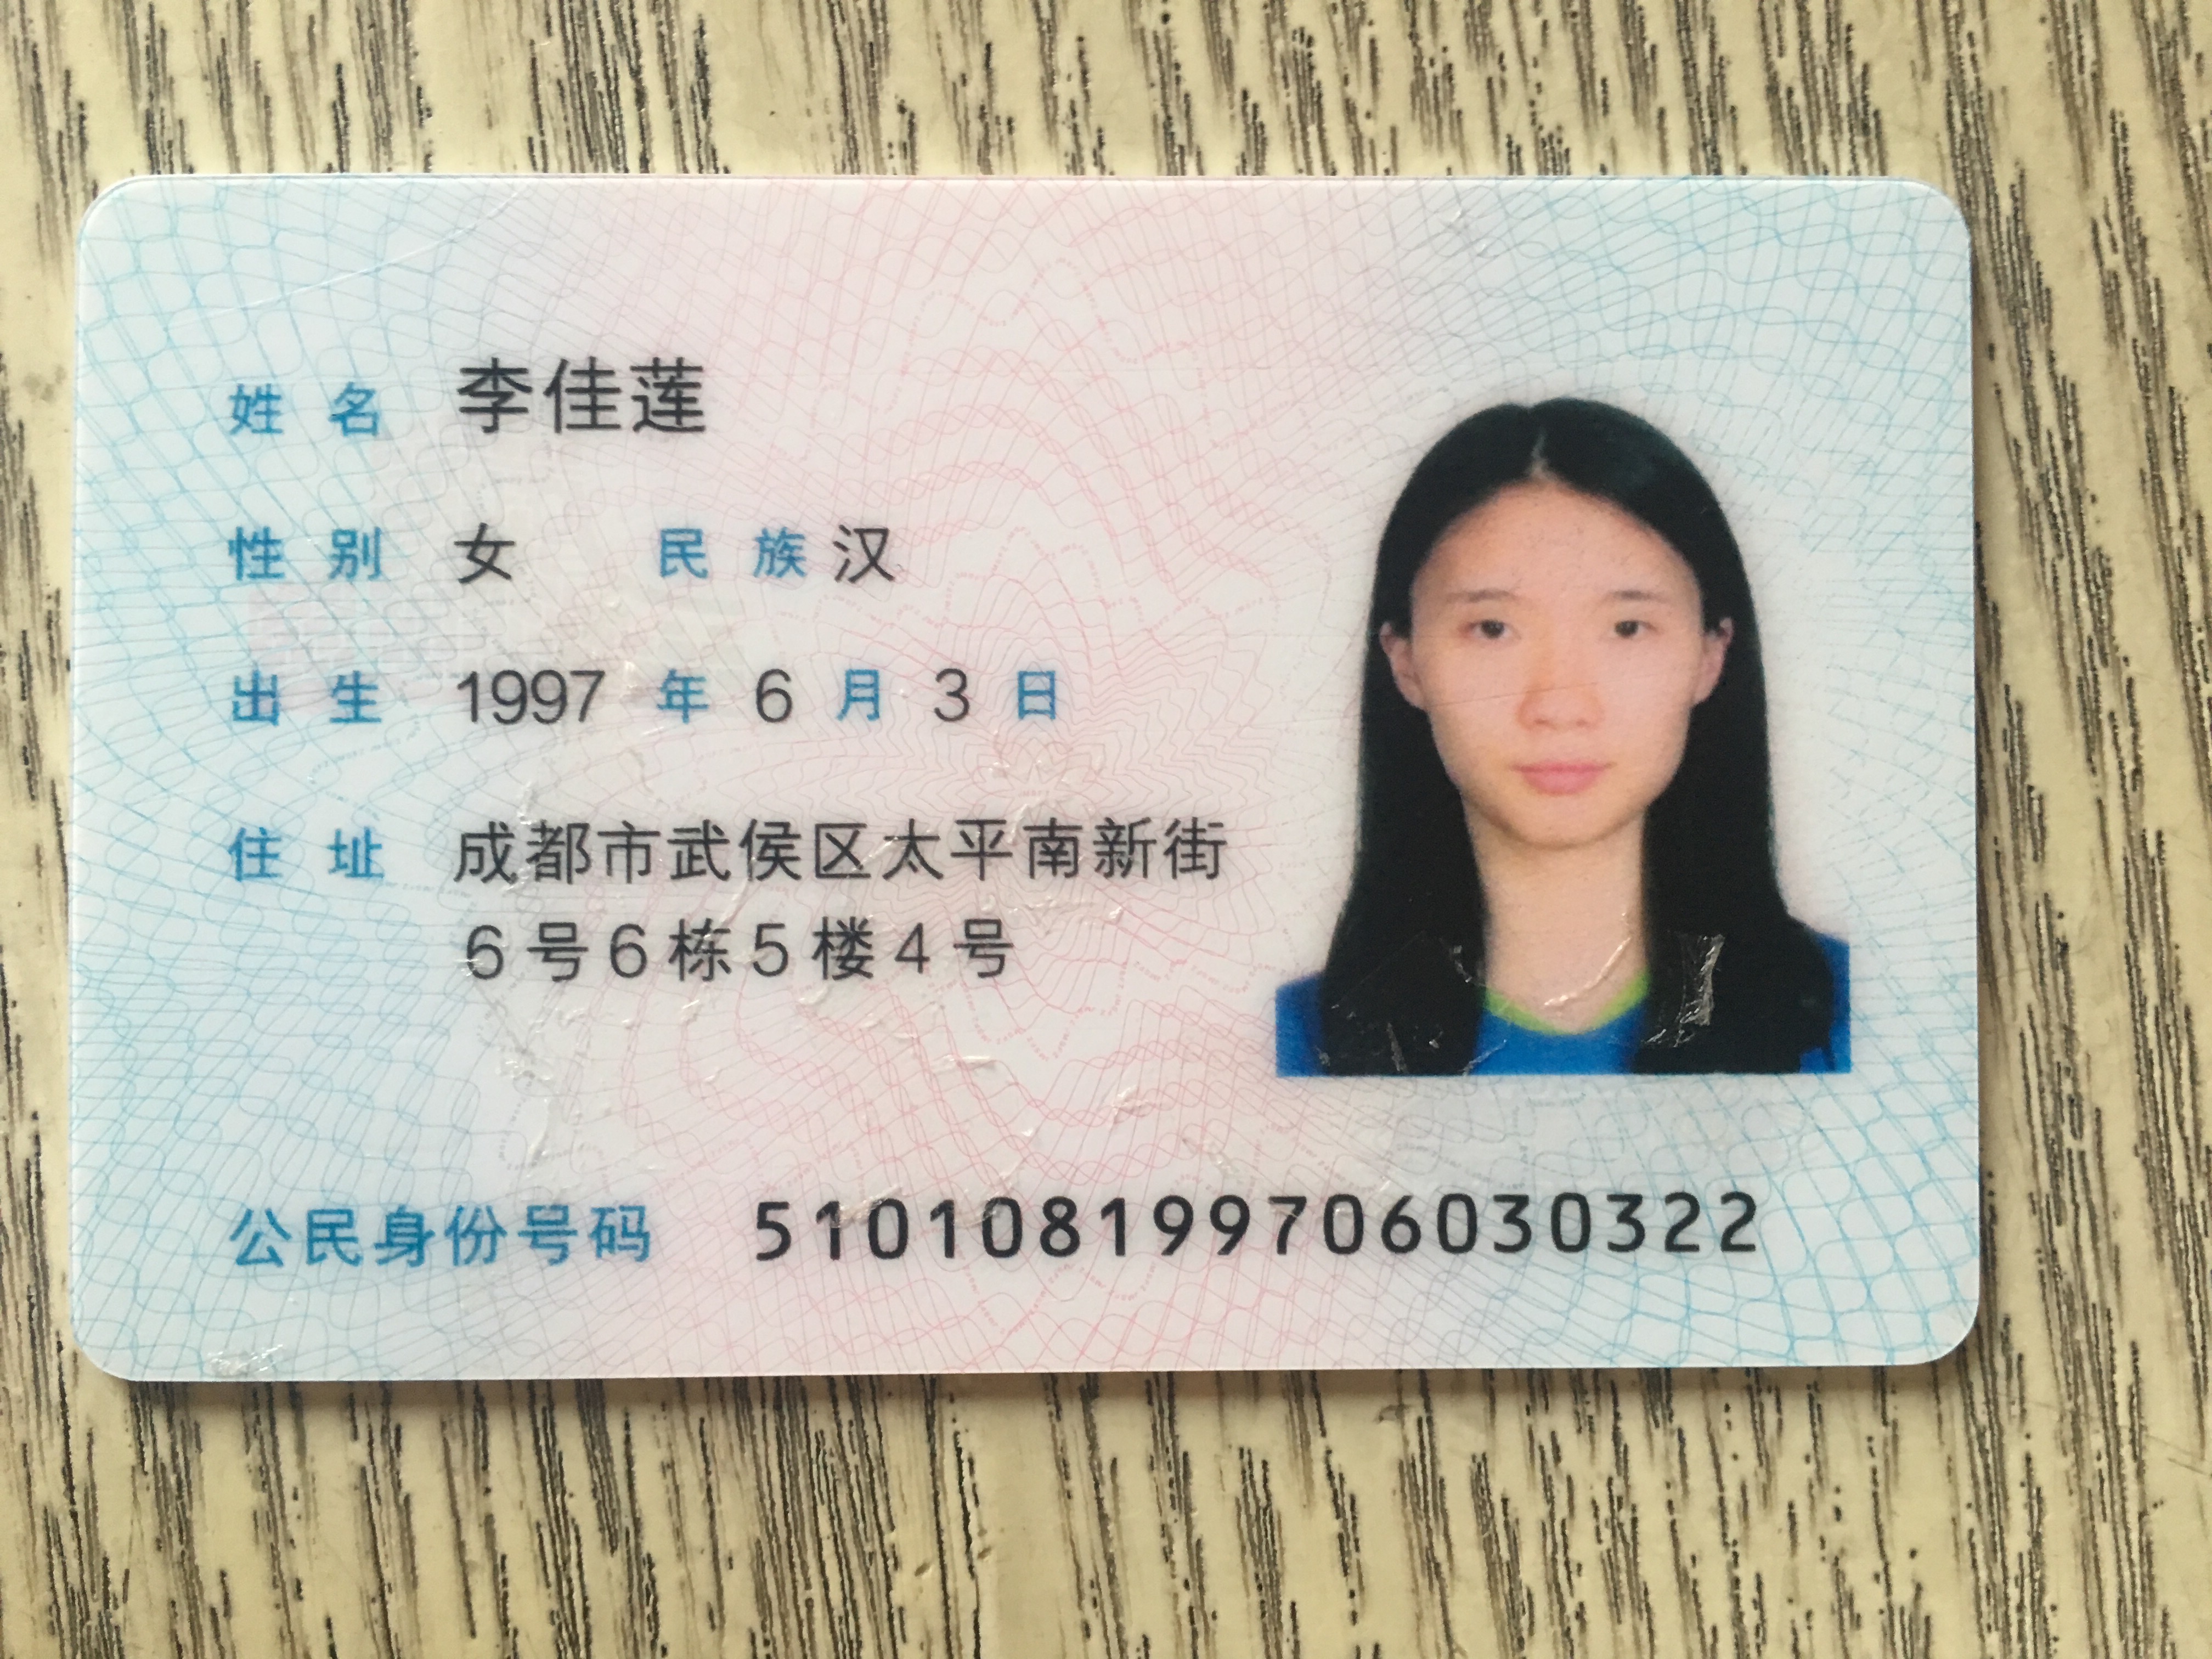 姓名 李佳莲
性别 女 民族 汉
出生 1997 年 6 月 3 日
住址 成都市武侯区太平南新街
6号6栋5楼4号
公民身份号码 510108199706030322